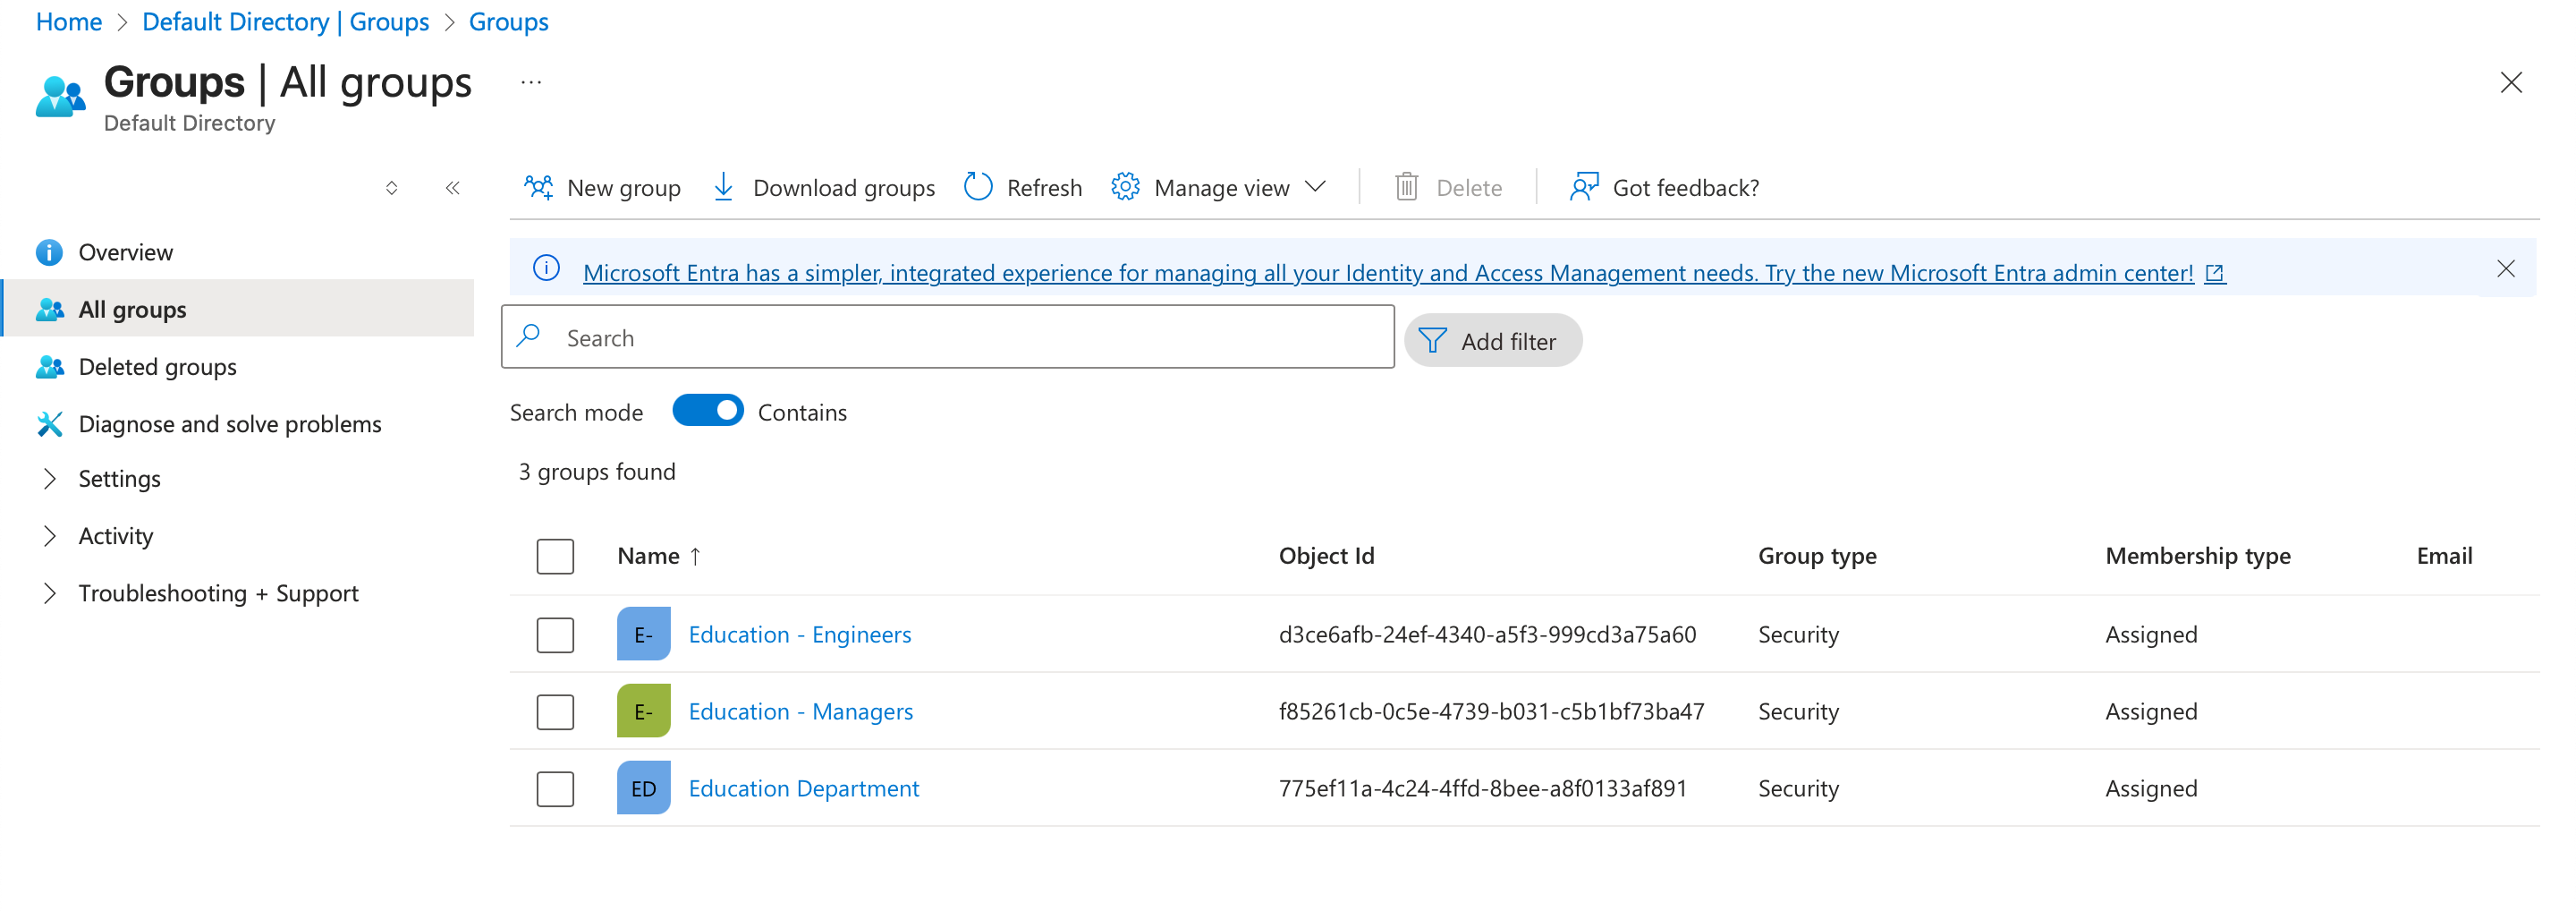 Home > Default Directory | Groups > Groups
Groups | All groups ...
Default Directory
New group Download groups Refresh Manage view Delete Got feedback?
Overview
All groups
Deleted groups
Diagnose and solve problems
Settings
Activity
Troubleshooting + Support
Microsoft Entra has a simpler, integrated experience for managing all your Identity and Access Management needs. Try the new Microsoft Entra admin center!
Search Add filter
Search mode Contains
3 groups found
Name ↑ Object Id Group type Membership type Email
E- Education - Engineers d3ce6afb-24ef-4340-a5f3-999cd3a75a60 Security Assigned
E- Education - Managers f85261cb-0c5e-4739-b031-c5b1bf73ba47 Security Assigned
ED Education Department 775ef11a-4c24-4ffd-8bee-a8f0133af891 Security Assigned